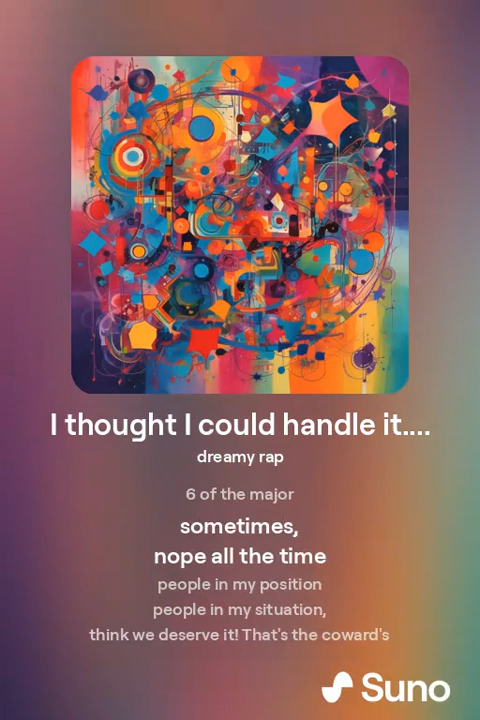 I thought I could handle it....
dreamy rap
6 of the major
sometimes,
nope all the time
people in my position
people in my situation,
think we deserve it! That's the coward's
Suno